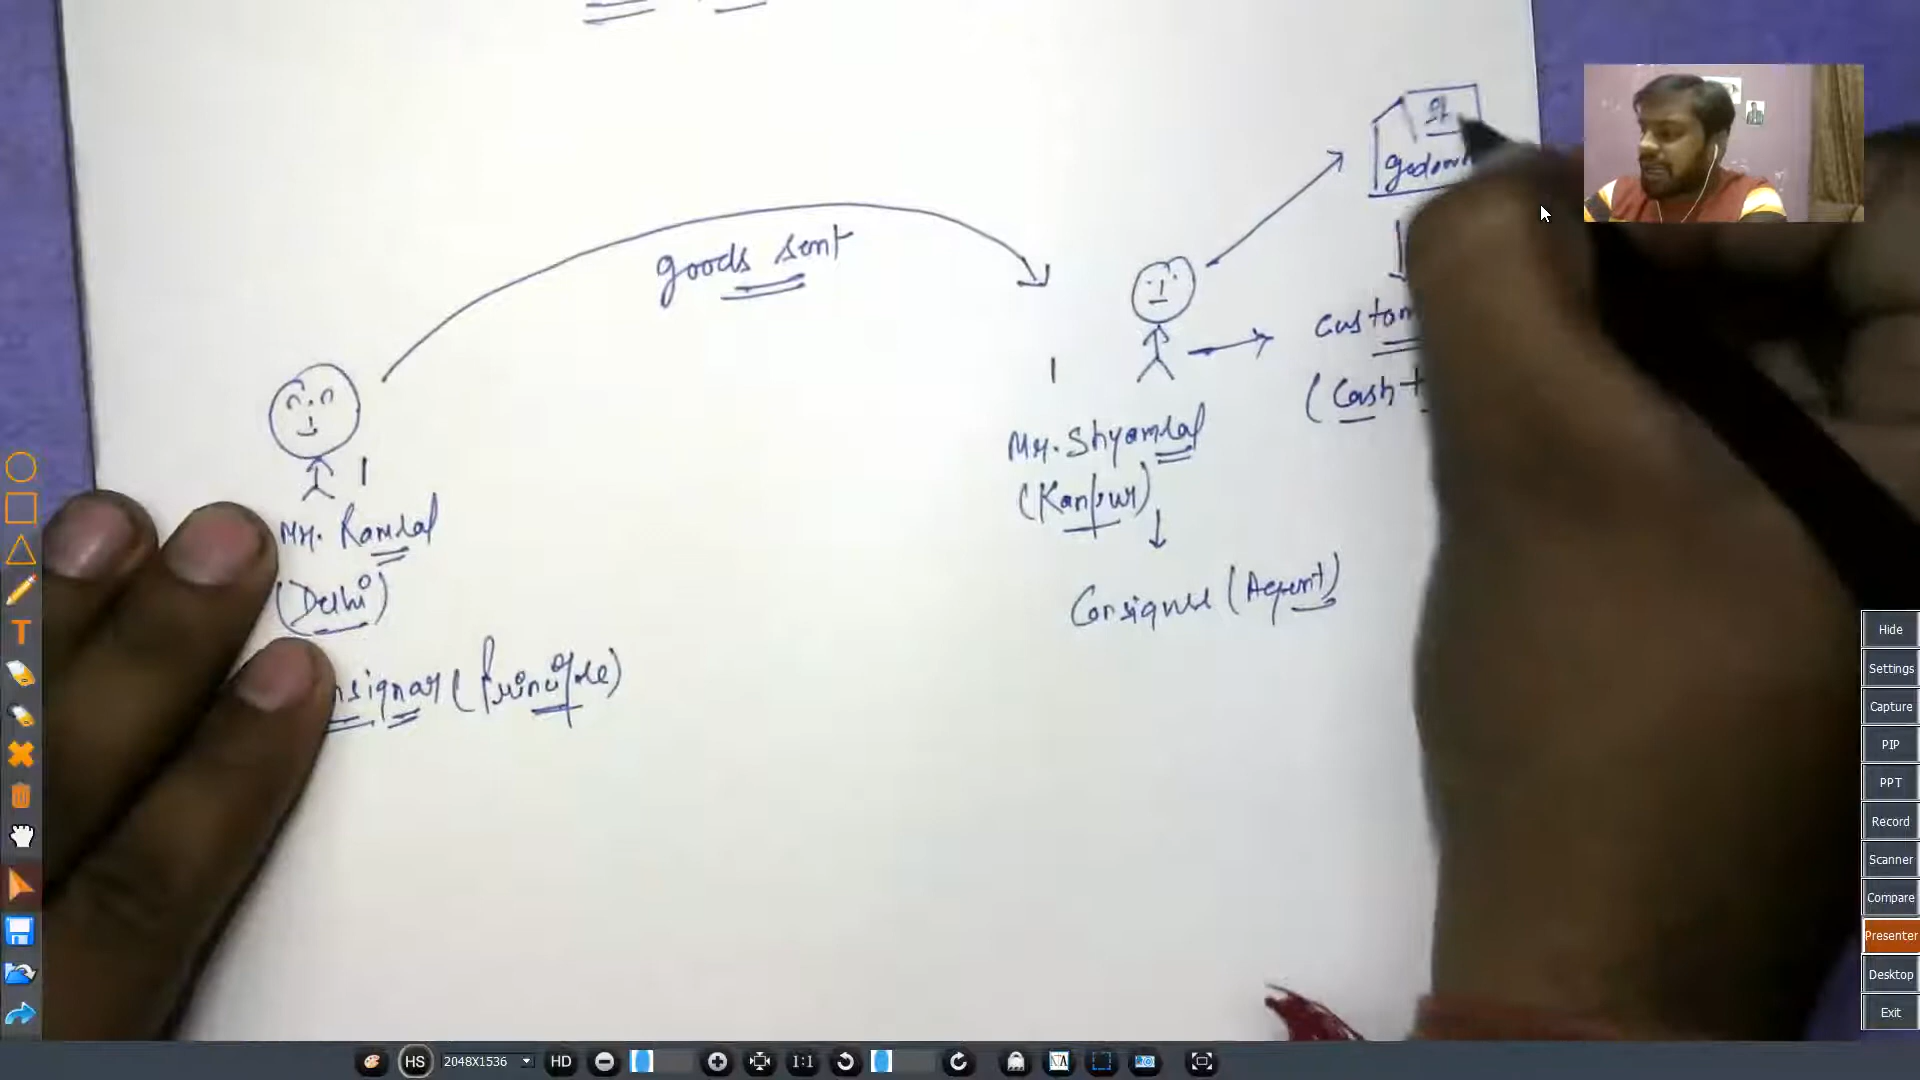 goods sent
godown
Custom
(Cash +
Mr. Shyamlal
(Kanpur)
Consignee (Agent)
Mr. Ramlal
(Delhi)
nsignar (Principle)
Hide
Settings
Capture
PIP
PPT
Record
Scanner
Compare
Presenter
Desktop
Exit
T
HS
2048X1536
HD
1:1